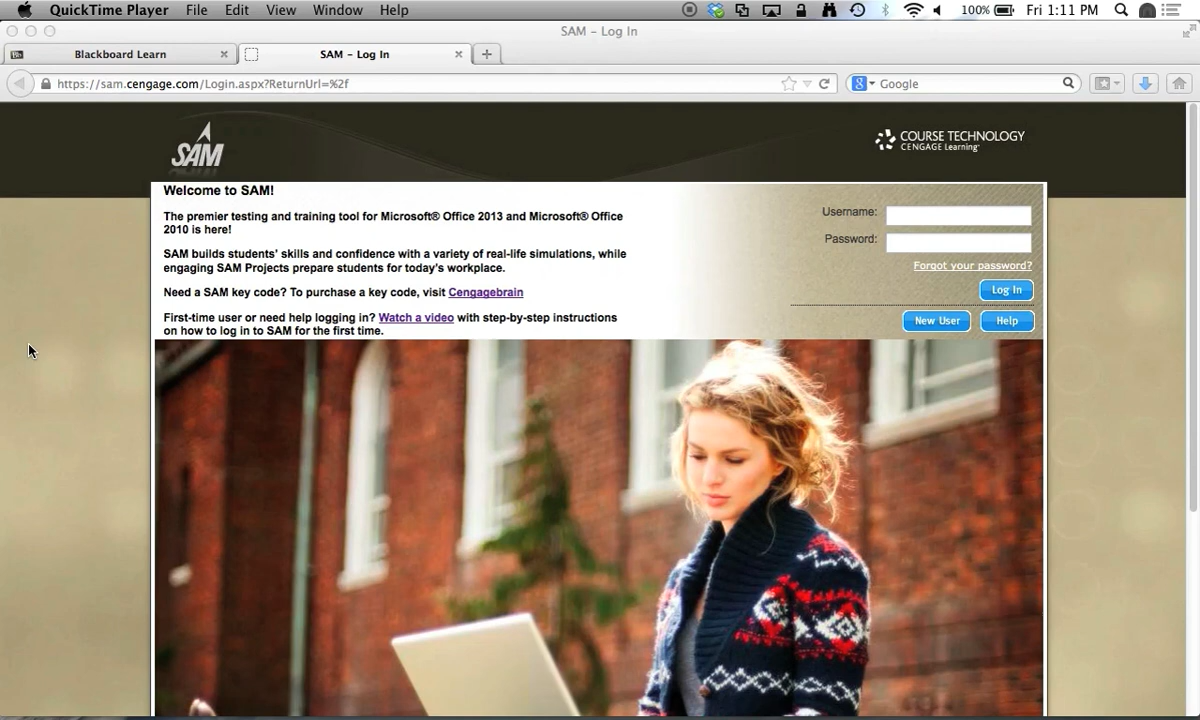 QuickTime Player File Edit View Window Help 100% Fri 1:11 PM
SAM – Log In
Bb Blackboard Learn SAM – Log In
https://sam.cengage.com/Login.aspx?ReturnUrl=%2f Google
SAM
COURSE TECHNOLOGY
CENGAGE Learning
Welcome to SAM!
The premier testing and training tool for Microsoft® Office 2013 and Microsoft® Office
2010 is here!
SAM builds students' skills and confidence with a variety of real-life simulations, while
engaging SAM Projects prepare students for today's workplace.
Need a SAM key code? To purchase a key code, visit Cengagebrain
First-time user or need help logging in? Watch a video with step-by-step instructions
on how to log in to SAM for the first time.
Username:
Password:
Forgot your password?
Log In
New User Help